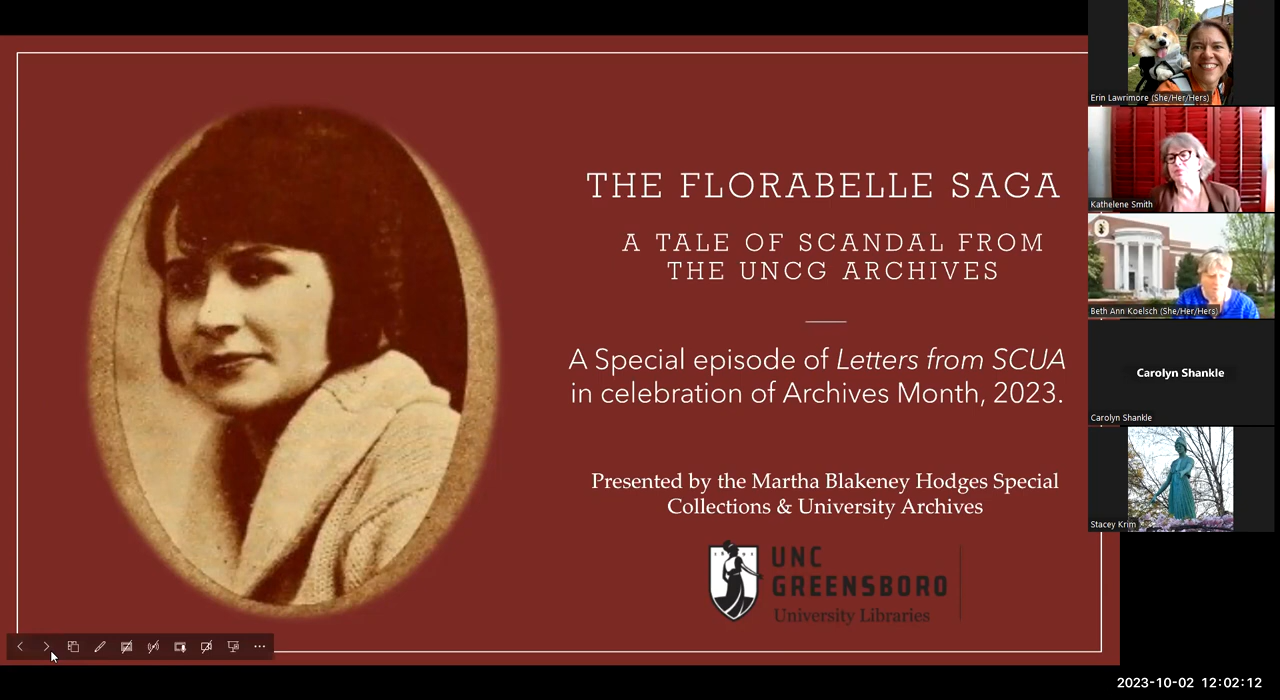 THE FLORABELLE SAGA
A TALE OF SCANDAL FROM
THE UNCG ARCHIVES
A Special episode of Letters from SCUA
in celebration of Archives Month, 2023.
Presented by the Martha Blakeney Hodges Special
Collections & University Archives
UNC
GREENSBORO
University Libraries
Erin Lawrimore (She/Her/Hers)
Kathelene Smith
Beth Ann Koelsch (She/Her/Hers)
Carolyn Shankle
Carolyn Shankle
Stacey Krim
2023-10-02 12:02:12